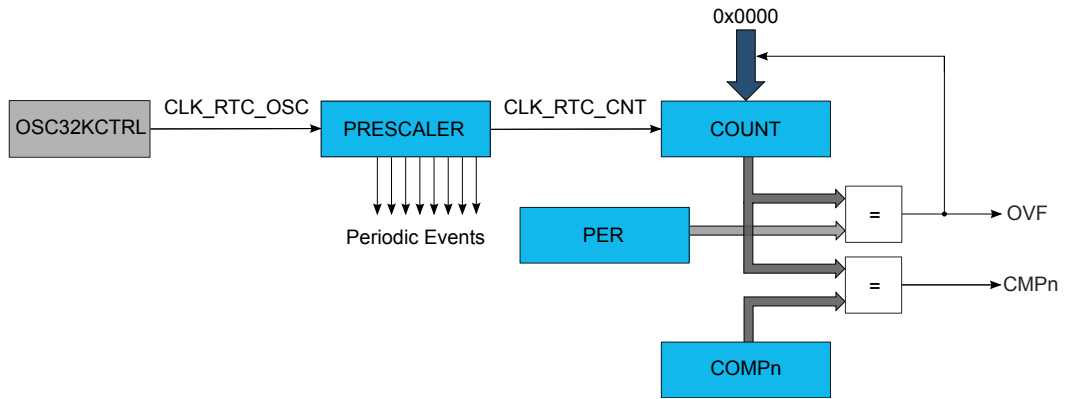 0x0000
OSC32KCTRL
CLK_RTC_OSC
PRESCALER
CLK_RTC_CNT
COUNT
Periodic Events
PER
=
OVF
=
CMPn
COMPn